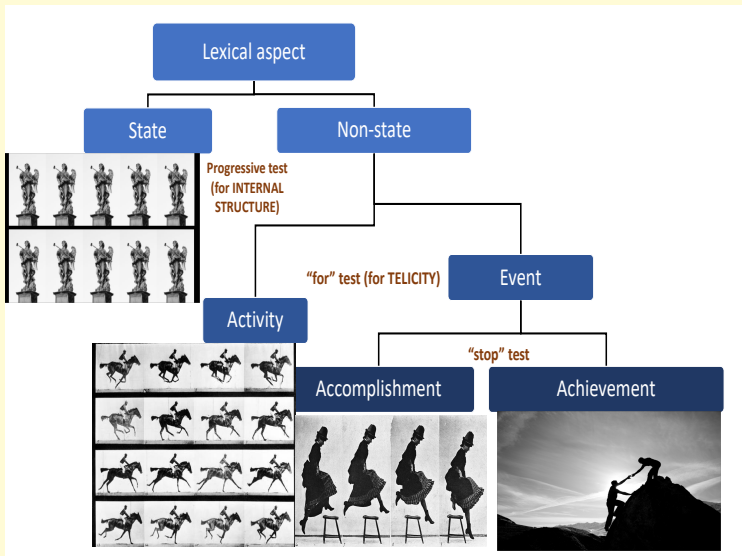 Lexical aspect
State
Non-state
Progressive test
(for INTERNAL
STRUCTURE)
“for” test (for TELICITY)
Event
Activity
“stop” test
Accomplishment
Achievement